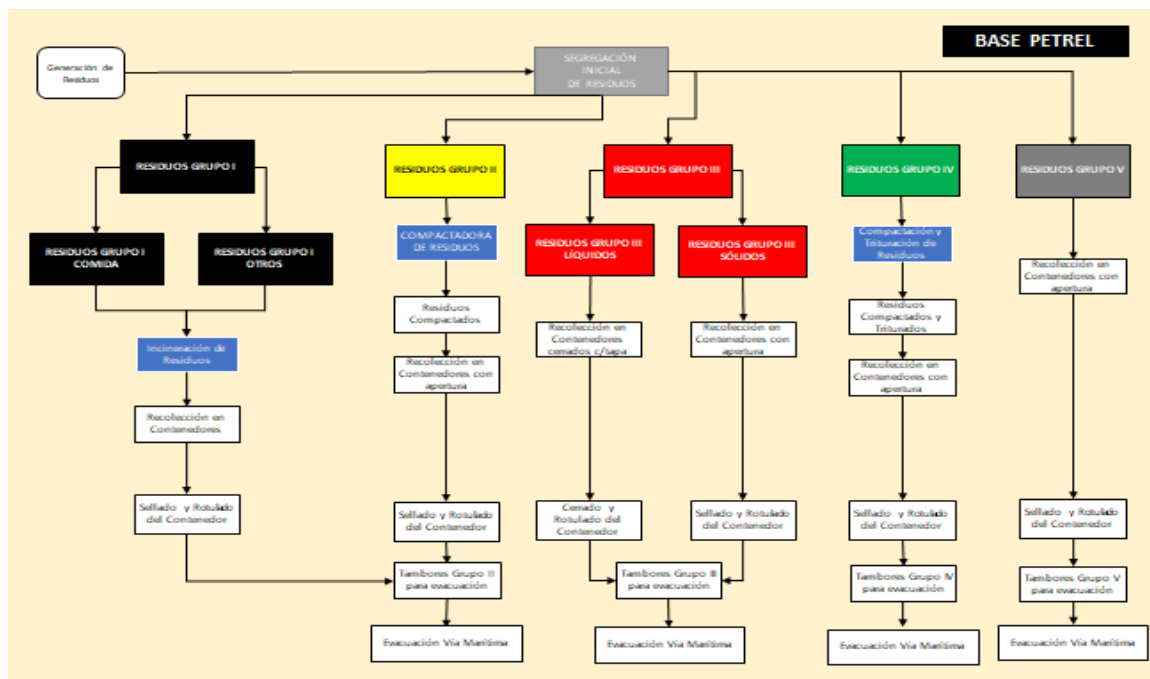 BASE PETREL
Generación de
Residuos
SEGREGACIÓN
INICIAL
DE RESIDUOS
RESIDUOS GRUPO I
RESIDUOS GRUPO II
RESIDUOS GRUPO III
RESIDUOS GRUPO IV
RESIDUOS GRUPO V
RESIDUOS GRUPO I
COMIDA
RESIDUOS GRUPO I
OTROS
COMPACTADORA
DE RESIDUOS
RESIDUOS GRUPO III
LÍQUIDOS
RESIDUOS GRUPO III
SÓLIDOS
Compactación y
Trituración de
Residuos
Recolección en
Contenedores con
apertura
Residuos
Compactados
Residuos
Compactados y
Triturados
Incineración de
Residuos
Recolección en
Contenedores con
apertura
Recolección en
Contenedores
cerrados c/tapa
Recolección en
Contenedores con
apertura
Recolección en
Contenedores con
apertura
Recolección en
Contenedores
Sellado y Rotulado
del Contenedor
Sellado y Rotulado
del Contenedor
Cerrado y
Rotulado del
Contenedor
Sellado y Rotulado
del Contenedor
Sellado y Rotulado
del Contenedor
Sellado y Rotulado
del Contenedor
Tambores Grupo II
para evacuación
Tambores Grupo III
para evacuación
Tambores Grupo IV
para evacuación
Tambores Grupo V
para evacuación
Evacuación Vía Marítima
Evacuación Vía Marítima
Evacuación Vía Marítima
Evacuación Vía Marítima